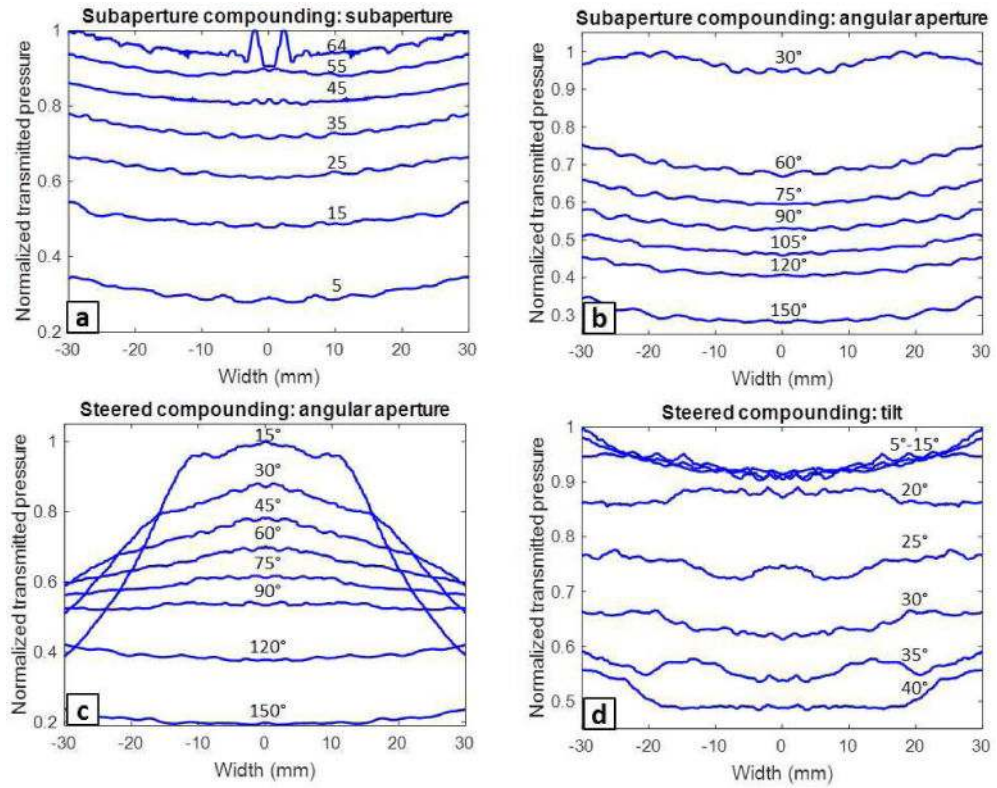 Subaperture compounding: subaperture
Normalized transmitted pressure
1
0.8
0.6
0.4
0.2
64
55
45
35
25
15
5
a
-30 -20 -10 0 10 20 30
Width (mm)
Subaperture compounding: angular aperture
Normalized transmitted pressure
1
0.9
0.8
0.7
0.6
0.5
0.4
0.3
30°
60°
75°
90°
105°
120°
150°
b
-30 -20 -10 0 10 20 30
Width (mm)
Steered compounding: angular aperture
Normalized transmitted pressure
1
0.8
0.6
0.4
0.2
15°
30°
45°
60°
75°
90°
120°
150°
c
-30 -20 -10 0 10 20 30
Width (mm)
Steered compounding: tilt
Normalized transmitted pressure
1
0.9
0.8
0.7
0.6
0.5
5°-15°
20°
25°
30°
35°
40°
d
-30 -20 -10 0 10 20 30
Width (mm)